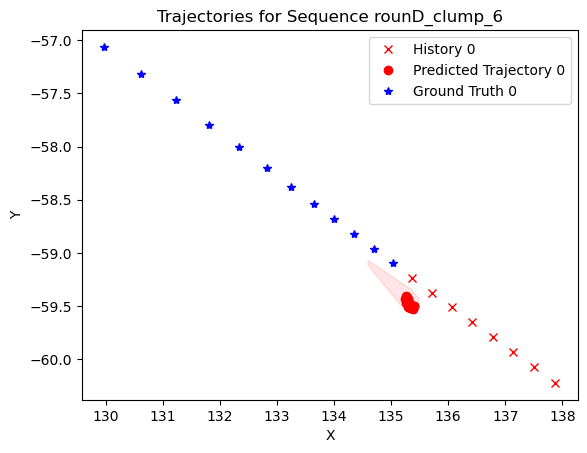 Trajectories for Sequence rounD_clump_6
−57.0
−57.5
−58.0
−58.5
−59.0
−59.5
−60.0
Y
History 0
Predicted Trajectory 0
Ground Truth 0
130 131 132 133 134 135 136 137 138
X